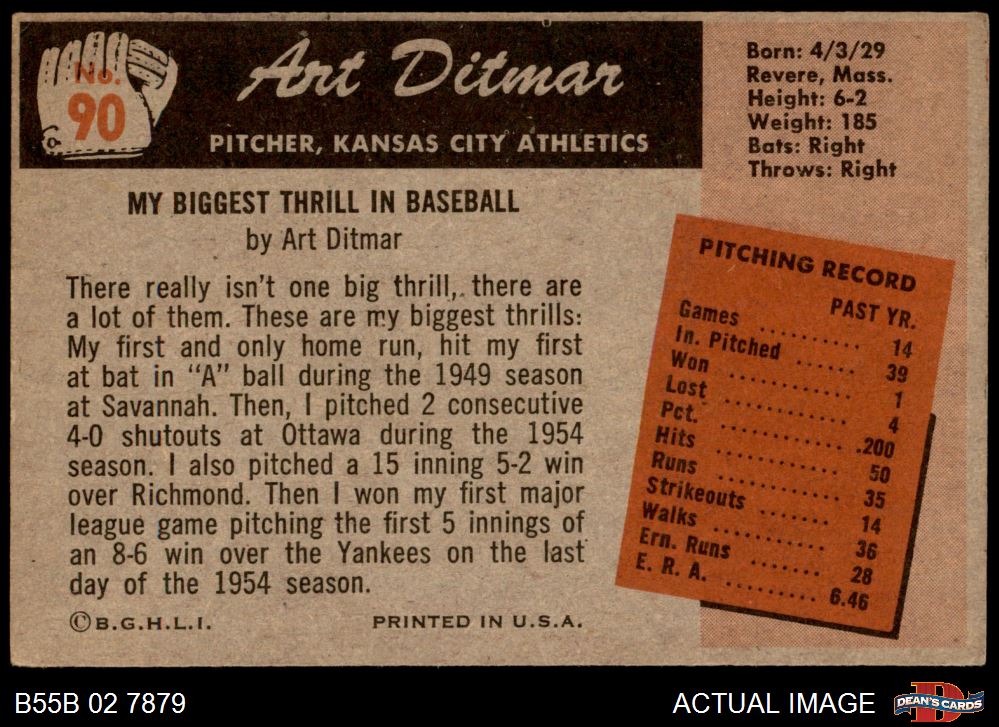 No.
90
Art Ditmar
PITCHER, KANSAS CITY ATHLETICS
Born: 4/3/29
Revere, Mass.
Height: 6-2
Weight: 185
Bats: Right
Throws: Right
MY BIGGEST THRILL IN BASEBALL
by Art Ditmar
There really isn't one big thrill, there are
a lot of them. These are my biggest thrills:
My first and only home run, hit my first
at bat in "A" ball during the 1949 season
at Savannah. Then, I pitched 2 consecutive
4-0 shutouts at Ottawa during the 1954
season. I also pitched a 15 inning 5-2 win
over Richmond. Then I won my first major
league game pitching the first 5 innings of
an 8-6 win over the Yankees on the last
day of the 1954 season.
©B.G.H.L.I.
PRINTED IN U.S.A.
PITCHING RECORD
PAST YR.
Games ........ 14
In. Pitched ...... 39
Won ............ 1
Lost ............ 4
Pct. ............ .200
Hits ............ 50
Runs ........... 35
Strikeouts ....... 14
Walks .......... 36
Ern. Runs ....... 28
E. R. A. ......... 6.46
B55B 02 7879
ACTUAL IMAGE
D
DEAN'S CARDS